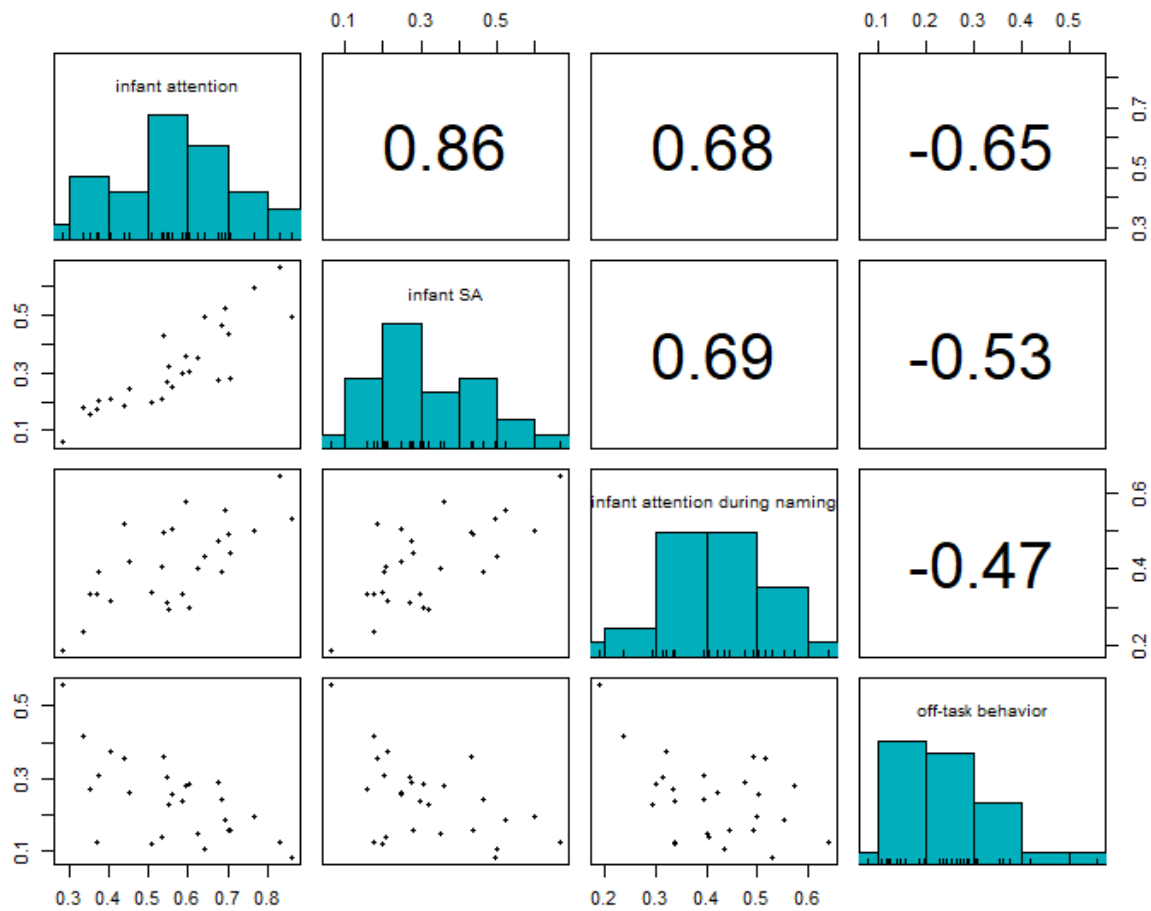 0.1 0.3 0.5 0.1 0.2 0.3 0.4 0.5
infant attention
0.86
0.68
-0.65
0.3 0.5 0.7
0.1 0.3 0.5
infant SA
0.69
-0.53
infant attention during naming
-0.47
0.2 0.4 0.6
0.1 0.3 0.5
off-task behavior
0.3 0.4 0.5 0.6 0.7 0.8 0.2 0.3 0.4 0.5 0.6